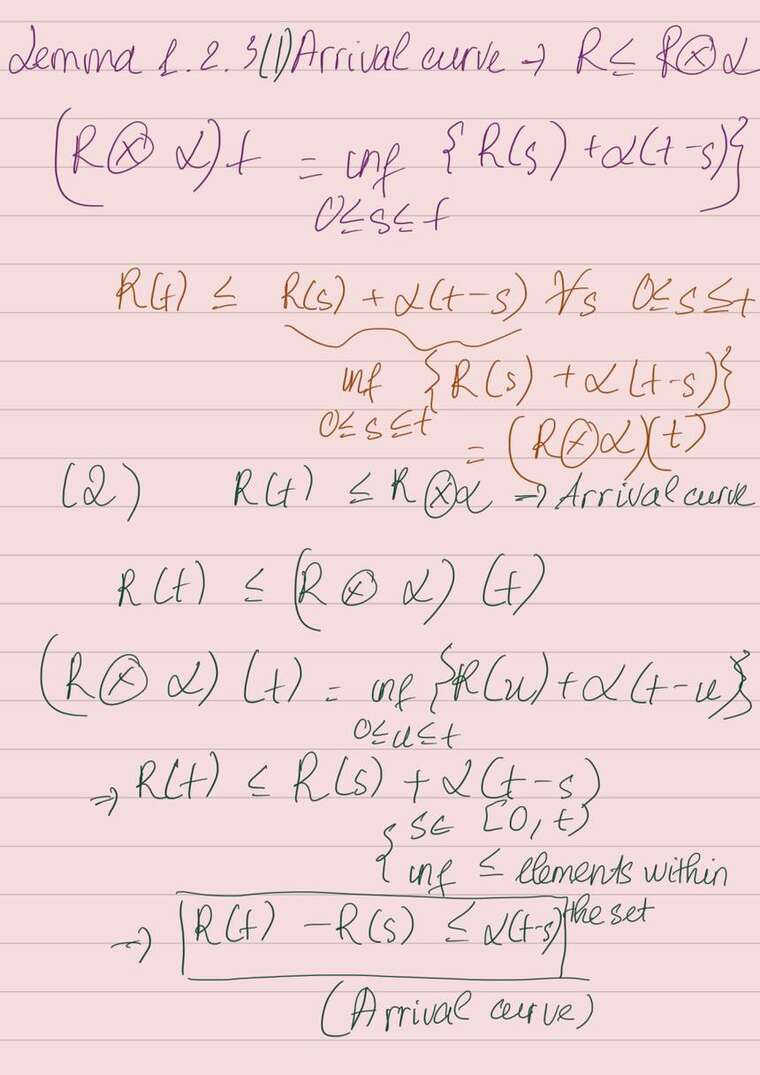 Lemma 1.2.3(1) Arrival curve → R ≤ R⊗α
(R ⊗ α)t = inf {R(s) + α(t-s)}
0≤s≤t
R(t) ≤ R(s) + α(t-s) ∀s 0≤s≤t
inf {R(s) + α(t-s)}
0≤s≤t
= (R⊗α)(t)
(2) R(t) ≤ R⊗α ⇒ Arrival curve
R(t) ≤ (R ⊗ α) (t)
(R⊗ α) (t) = inf {R(u)+α(t-u)}
0≤u≤t
⇒ R(t) ≤ R(s) + α(t-s)
{ s∈ [0, t)
inf ≤ elements within
the set
→ R(t) - R(s) ≤ α(t-s)
(Arrival curve)